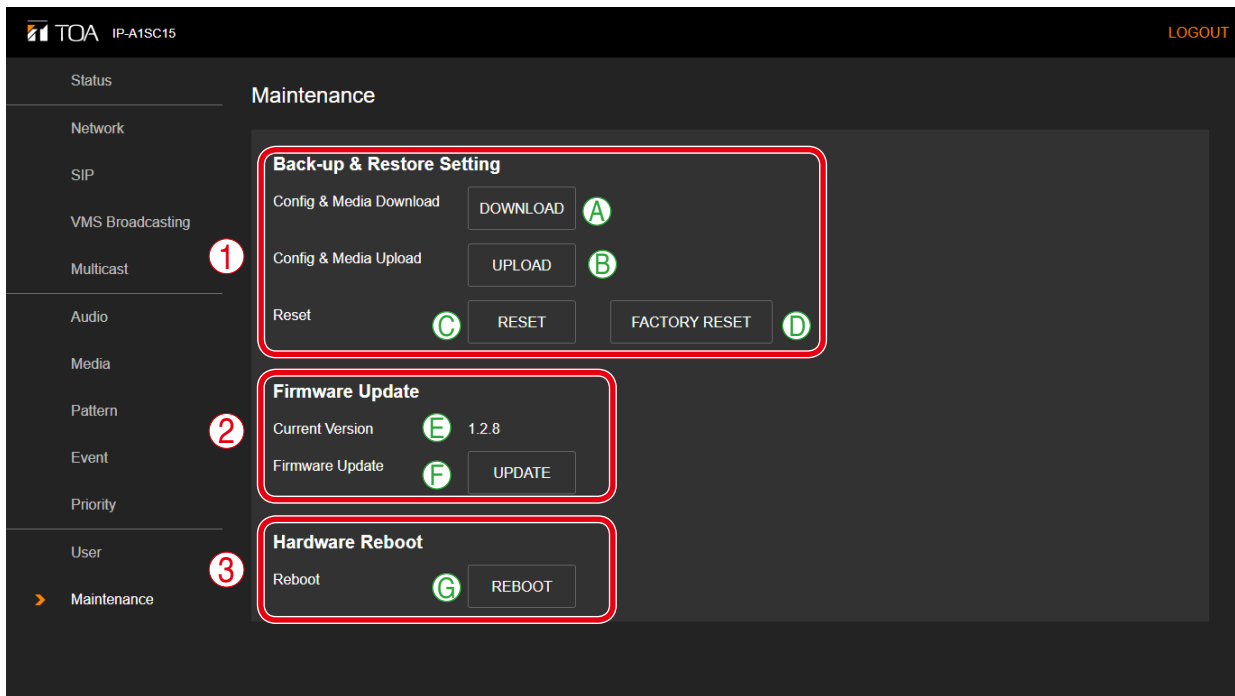 TOA IP-A1SC15 LOGOUT
Status
Network
SIP
VMS Broadcasting
Multicast
Audio
Media
Pattern
Event
Priority
User
Maintenance
Maintenance
1
Back-up & Restore Setting
Config & Media Download DOWNLOAD A
Config & Media Upload UPLOAD B
Reset C RESET FACTORY RESET D
2
Firmware Update
Current Version E 1.2.8
Firmware Update F UPDATE
3
Hardware Reboot
Reboot G REBOOT